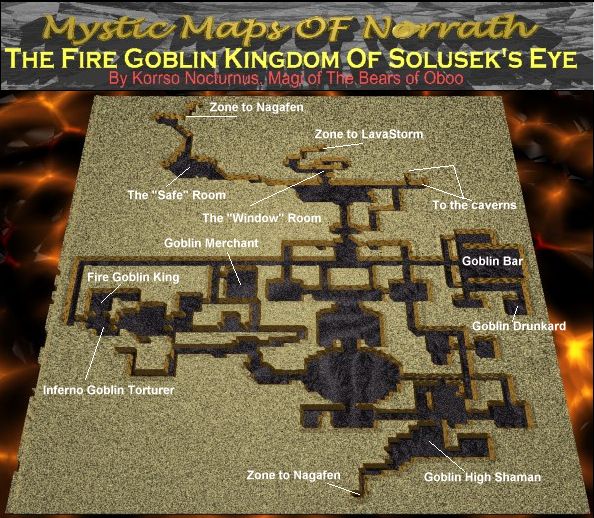 Mystic Maps Of Norrath
The Fire Goblin Kingdom Of Solusek's Eye
By Korrso Nocturnus, Magi of The Bears of Oboo
Zone to Nagafen
Zone to LavaStorm
The "Safe" Room
The "Window" Room
To the caverns
Goblin Merchant
Goblin Bar
Fire Goblin King
Goblin Drunkard
Inferno Goblin Torturer
Zone to Nagafen
Goblin High Shaman